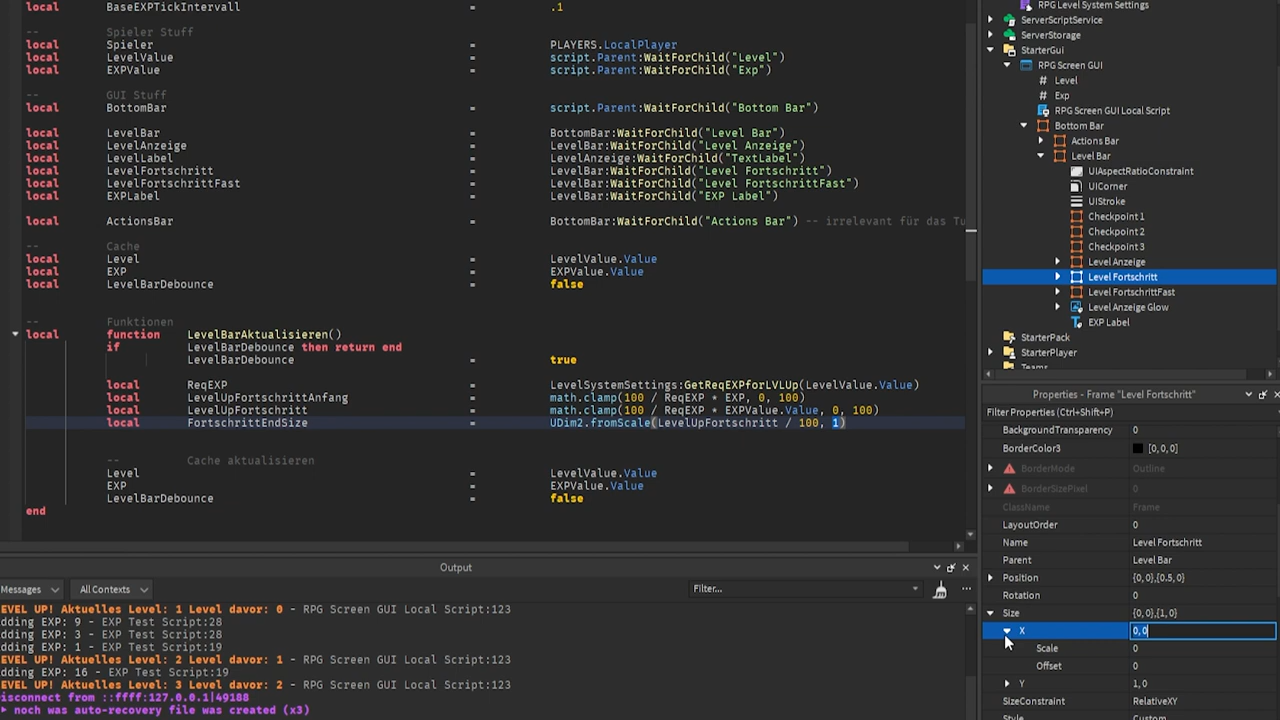 local BaseEXPTickIntervall = .1
-- Spieler Stuff
local Spieler = PLAYERS.LocalPlayer
local LevelValue = script.Parent:WaitForChild("Level")
local EXPValue = script.Parent:WaitForChild("Exp")
-- GUI Stuff
local BottomBar = script.Parent:WaitForChild("Bottom Bar")
local LevelBar = BottomBar:WaitForChild("Level Bar")
local LevelAnzeige = LevelBar:WaitForChild("Level Anzeige")
local LevelLabel = LevelAnzeige:WaitForChild("TextLabel")
local LevelFortschritt = LevelBar:WaitForChild("Level Fortschritt")
local LevelFortschrittFast = LevelBar:WaitForChild("Level FortschrittFast")
local EXPLabel = LevelBar:WaitForChild("EXP Label")
local ActionsBar = BottomBar:WaitForChild("Actions Bar") -- irrelevant für das Tu
-- Cache
local Level = LevelValue.Value
local EXP = EXPValue.Value
local LevelBarDebounce = false
-- Funktionen
local function LevelBarAktualisieren()
if LevelBarDebounce then return end
LevelBarDebounce = true
local ReqEXP = LevelSystemSettings:GetReqEXPforLVLUp(LevelValue.Value)
local LevelUpFortschrittAnfang = math.clamp(100 / ReqEXP * EXP, 0, 100)
local LevelUpFortschritt = math.clamp(100 / ReqEXP * EXPValue.Value, 0, 100)
local FortschrittEndSize = UDim2.fromScale(LevelUpFortschritt / 100, 1)
-- Cache aktualisieren
Level = LevelValue.Value
EXP = EXPValue.Value
LevelBarDebounce = false
end
Output
Messages All Contexts Filter...
EVEL UP! Aktuelles Level: 1 Level davor: 0 - RPG Screen GUI Local Script:123
dding EXP: 9 - EXP Test Script:28
dding EXP: 3 - EXP Test Script:28
dding EXP: 1 - EXP Test Script:19
EVEL UP! Aktuelles Level: 2 Level davor: 1 - RPG Screen GUI Local Script:123
dding EXP: 16 - EXP Test Script:19
EVEL UP! Aktuelles Level: 3 Level davor: 2 - RPG Screen GUI Local Script:123
isconnect from ::ffff:127.0.0.1|49188
noch was auto-recovery file was created (x3)
RPG Level System Settings
ServerScriptService
ServerStorage
StarterGui
RPG Screen GUI
# Level
# Exp
RPG Screen GUI Local Script
Bottom Bar
Actions Bar
Level Bar
UIAspectRatioConstraint
UICorner
UIStroke
Checkpoint 1
Checkpoint 2
Checkpoint 3
Level Anzeige
Level Fortschritt
Level FortschrittFast
Level Anzeige Glow
EXP Label
StarterPack
StarterPlayer
Teams
Properties - Frame "Level Fortschritt"
Filter Properties (Ctrl+Shift+P)
BackgroundTransparency 0
BorderColor3 [0, 0, 0]
BorderMode Outline
BorderSizePixel 0
ClassName Frame
LayoutOrder 0
Name Level Fortschritt
Parent Level Bar
Position {0, 0},{0.5, 0}
Rotation 0
Size {0, 0},{1, 0}
X 0, 0
Scale 0
Offset 0
Y 1, 0
SizeConstraint RelativeXY
Style Custom